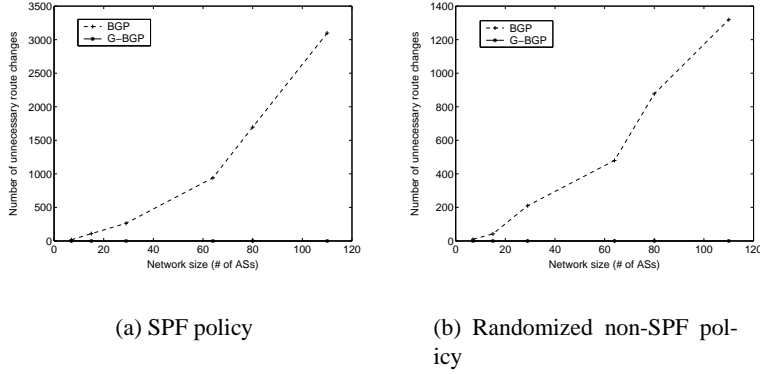 3500
3000
2500
2000
1500
1000
500
0
0 20 40 60 80 100 120
Number of unnecessary route changes
Network size (# of ASs)
BGP
G−BGP
(a) SPF policy
1400
1200
1000
800
600
400
200
0
0 20 40 60 80 100 120
Number of unnecessary route changes
Network size (# of ASs)
BGP
G−BGP
(b) Randomized non-SPF pol-
icy